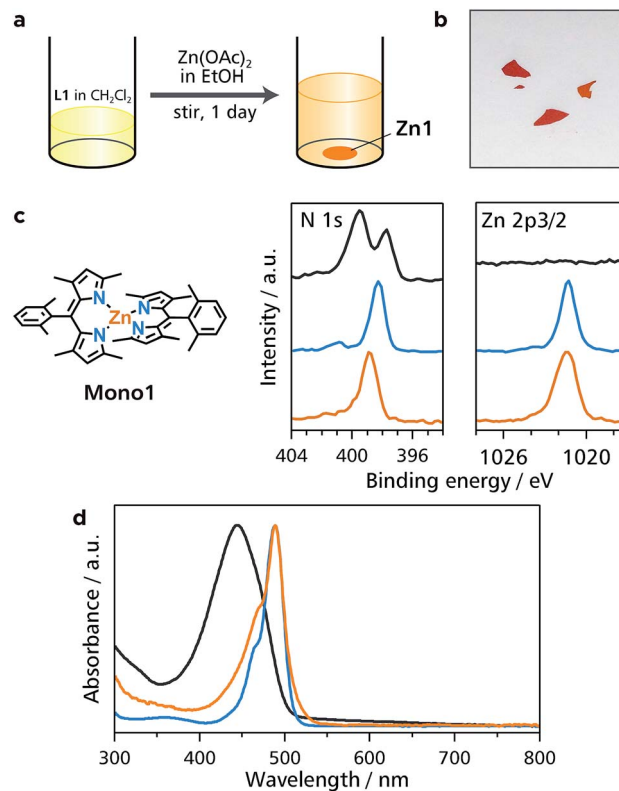 a
L1 in CH₂Cl₂
Zn(OAc)₂
in EtOH
stir, 1 day
Zn1
b
c
N
N
Zn
N
N
Mono1
Intensity / a.u.
N 1s
Zn 2p3/2
404 400 396
1026 1020
Binding energy / eV
d
Absorbance / a.u.
300 400 500 600 700 800
Wavelength / nm